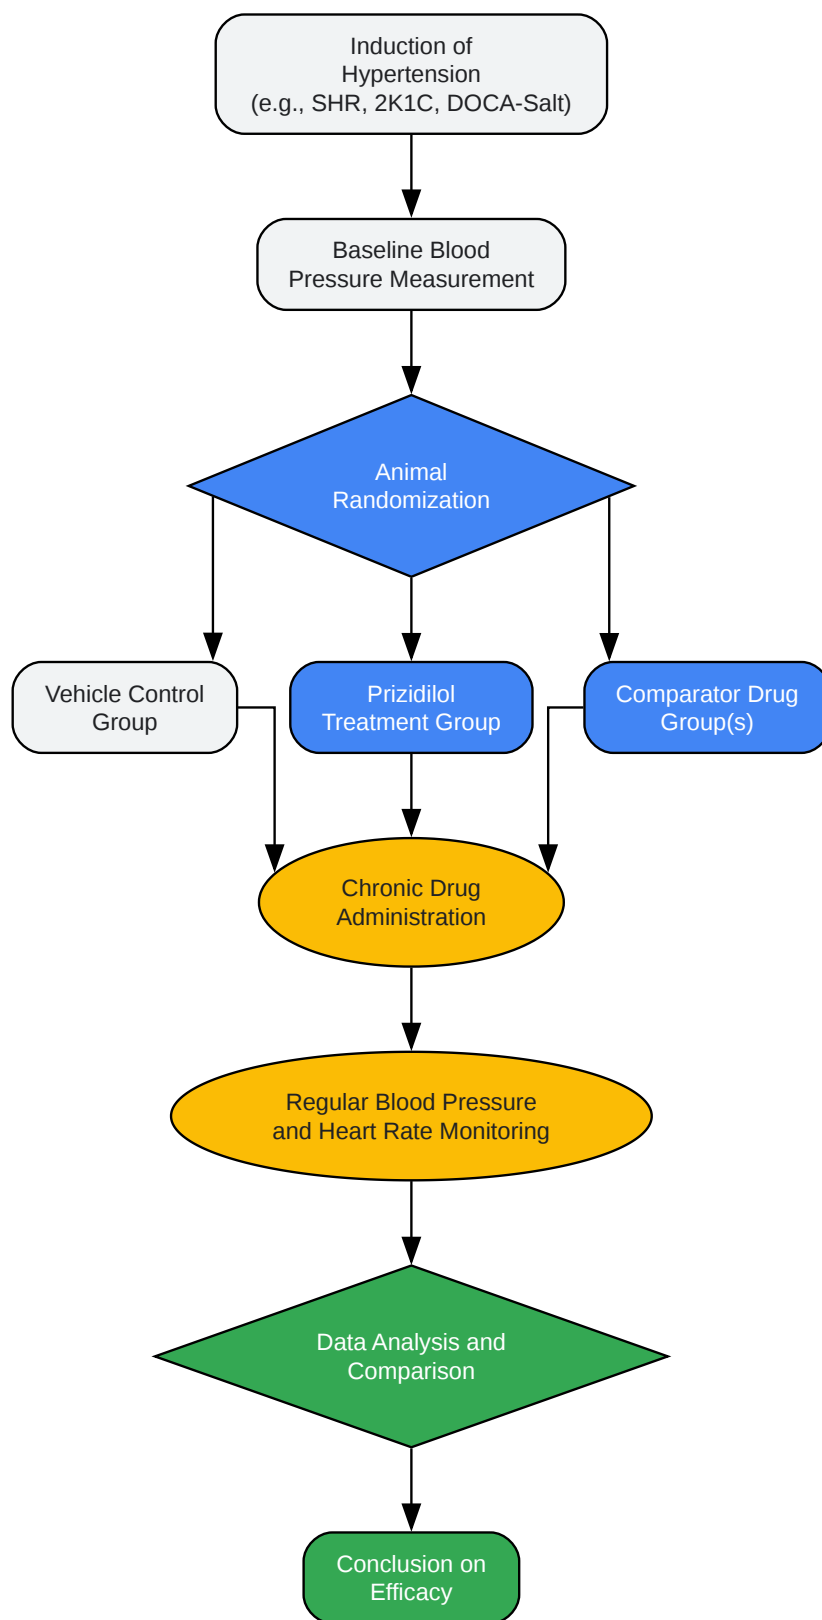 Induction of
Hypertension
(e.g., SHR, 2K1C, DOCA-Salt)
Baseline Blood
Pressure Measurement
Animal
Randomization
Vehicle Control
Group
Prizidilol
Treatment Group
Comparator Drug
Group(s)
Chronic Drug
Administration
Regular Blood Pressure
and Heart Rate Monitoring
Data Analysis and
Comparison
Conclusion on
Efficacy